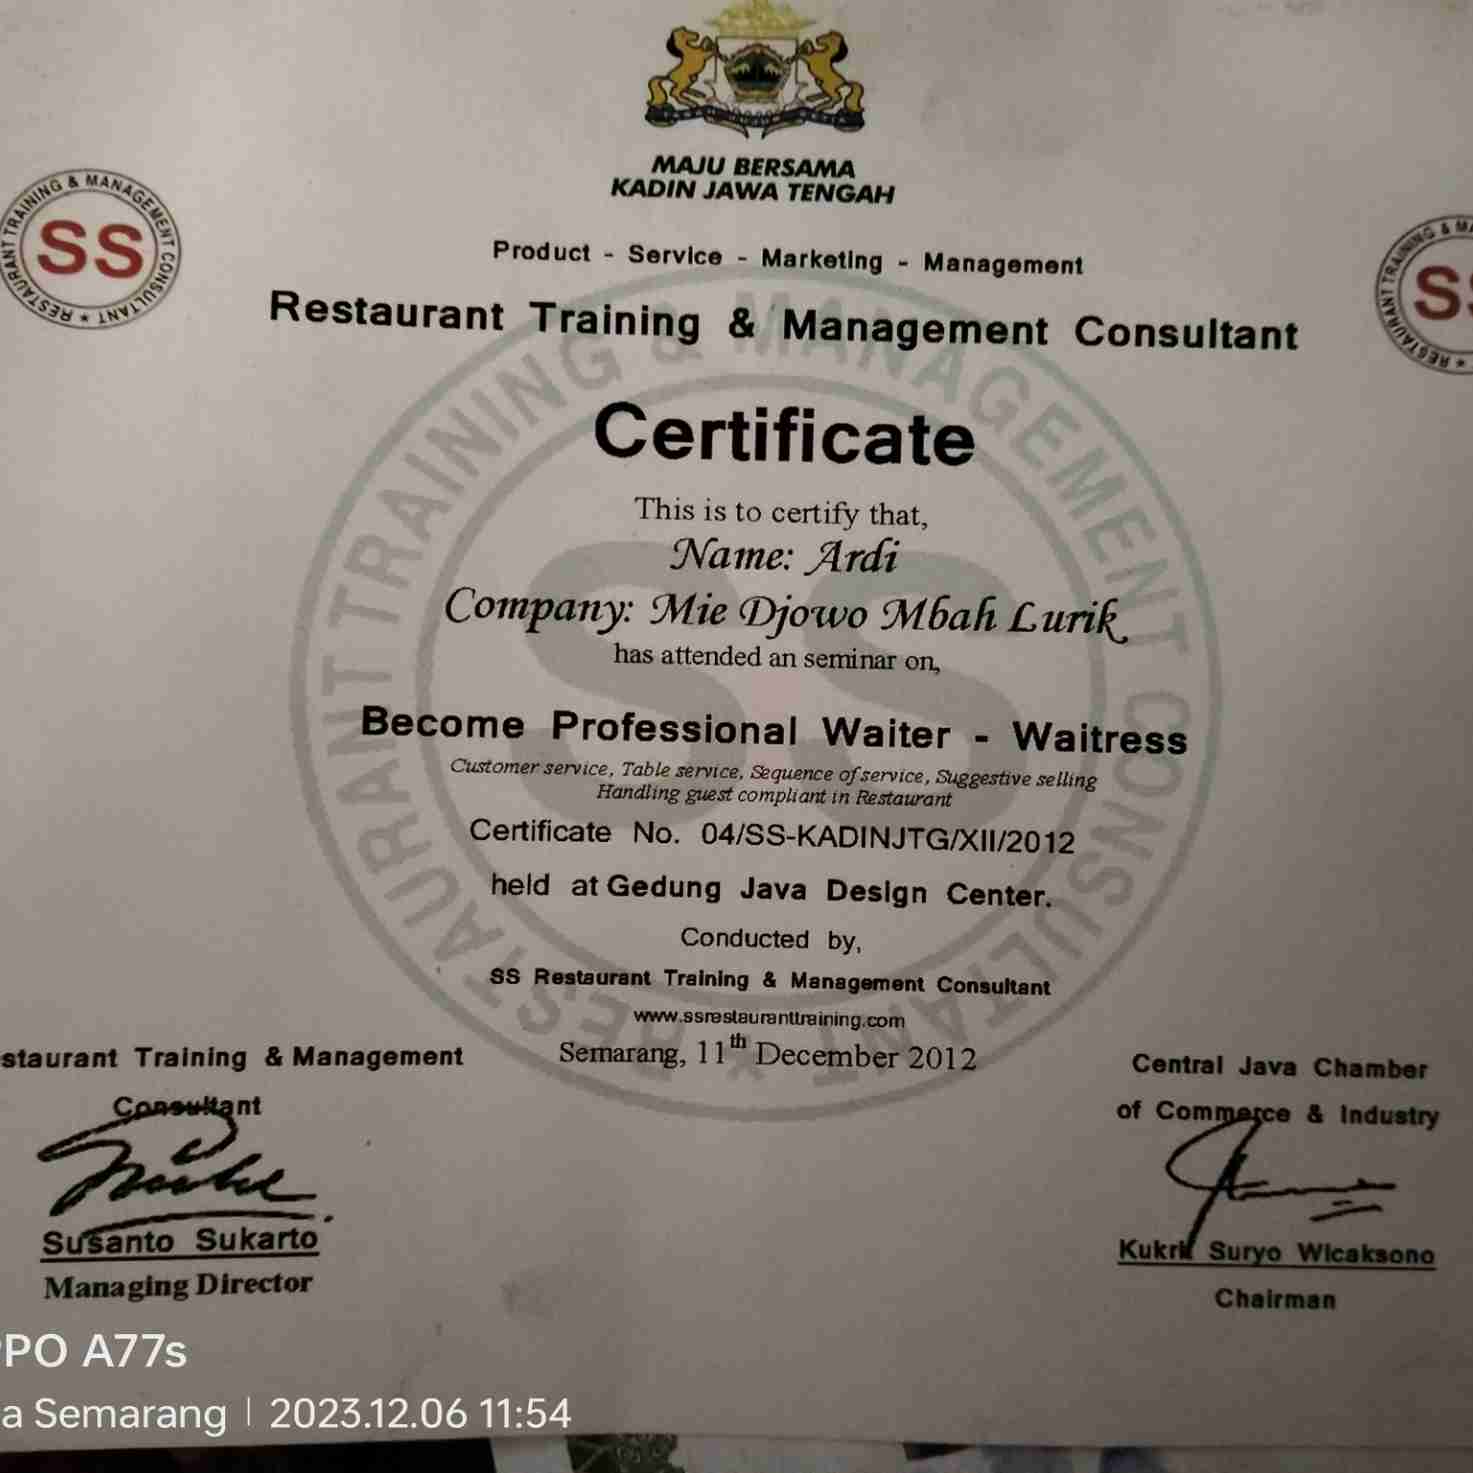 MAJU BERSAMA
KADIN JAWA TENGAH
RESTAURANT TRAINING & MANAGEMENT CONSULTANT
SS
Product - Service - Marketing - Management
Restaurant Training & Management Consultant
Certificate
This is to certify that,
Name: Ardi
Company: Mie Djowo Mbah Lurik
has attended an seminar on,
Become Professional Waiter - Waitress
Customer service, Table service, Sequence of service, Suggestive selling
Handling guest compliant in Restaurant
Certificate No. 04/SS-KADINJTG/XII/2012
held at Gedung Java Design Center.
Conducted by,
SS Restaurant Training & Management Consultant
www.ssrestauranttraining.com
Semarang, 11th December 2012
staurant Training & Management
Consultant
Susanto Sukarto
Managing Director
Central Java Chamber
of Commerce & Industry
Kukrit Suryo Wicaksono
Chairman
PO A77s
a Semarang | 2023.12.06 11:54